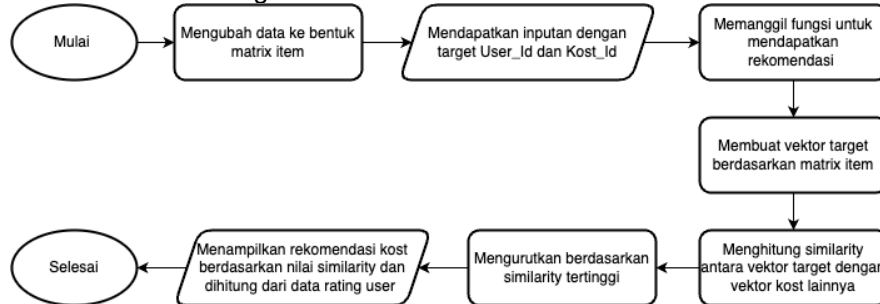 Mulai
Mengubah data ke bentuk
matrix item
Mendapatkan inputan dengan
target User_Id dan Kost_Id
Memanggil fungsi untuk
mendapatkan
rekomendasi
Membuat vektor target
berdasarkan matrix item
Menghitung similarity
antara vektor target dengan
vektor kost lainnya
Mengurutkan berdasarkan
similarity tertinggi
Menampilkan rekomendasi kost
berdasarkan nilai similarity dan
dihitung dari data rating user
Selesai